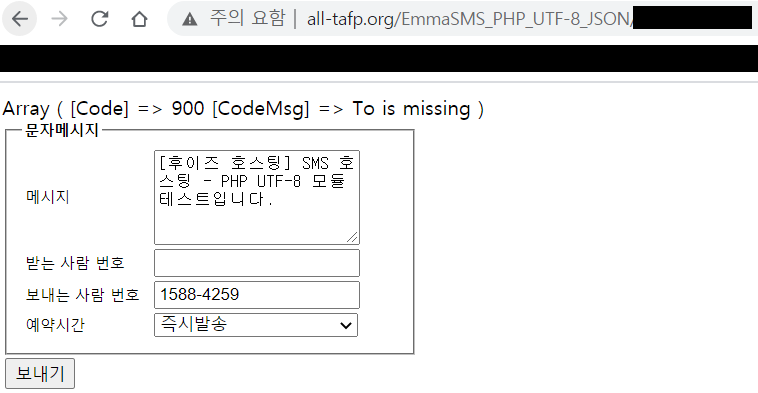 주의 요함 | all-tafp.org/EmmaSMS_PHP_UTF-8_JSON/
Array ( [Code] => 900 [CodeMsg] => To is missing )
문자메시지
메시지
[후이즈 호스팅] SMS 호
스팅 - PHP UTF-8 모듈
테스트입니다.
받는 사람 번호
보내는 사람 번호 1588-4259
예약시간 즉시발송
보내기